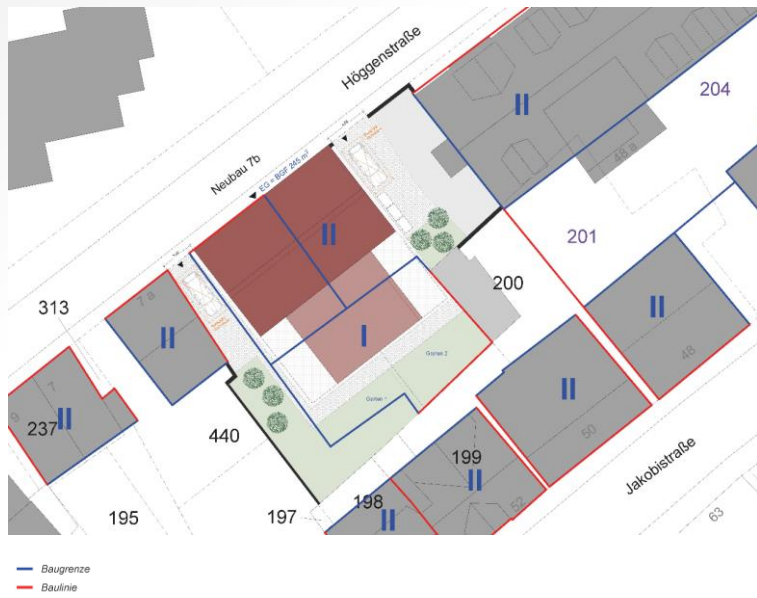 Höggenstraße
II
204
48 a
Neubau 7b
EG = BGF 245 m²
201
II
200
313
7 a
II
I
II
48
Garten 2
II
7
9
237
II
Garten 1
440
50
199
II
Jakobistraße
195
198
52
197
II
63
Baugrenze
Baulinie